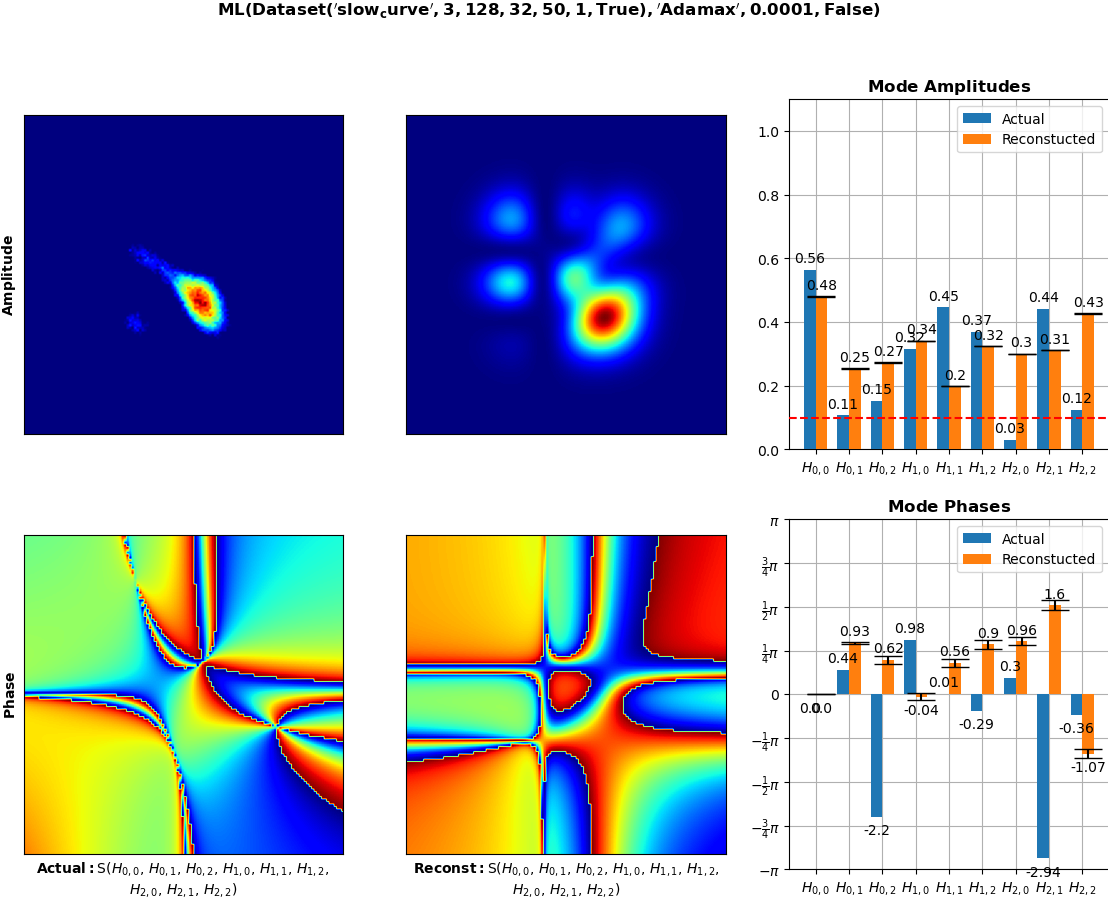 ML(Dataset('slow_curve', 3, 128, 32, 50, 1, True), 'Adamax', 0.0001, False)
Amplitude
Mode Amplitudes
Actual
Reconstucted
1.0
0.8
0.6
0.4
0.2
0.0
0.56
0.48
0.11
0.25
0.15
0.27
0.32
0.34
0.45
0.2
0.37
0.32
0.03
0.3
0.44
0.31
0.12
0.43
H0,0 H0,1 H0,2 H1,0 H1,1 H1,2 H2,0 H2,1 H2,2
Phase
Actual: S(H0,0, H0,1, H0,2, H1,0, H1,1, H1,2,
H2,0, H2,1, H2,2)
Reconst: S(H0,0, H0,1, H0,2, H1,0, H1,1, H1,2,
H2,0, H2,1, H2,2)
Mode Phases
Actual
Reconstucted
π
3/4π
1/2π
1/4π
0
−1/4π
−1/2π
−3/4π
−π
0.0
0.0
0.44
0.93
-2.2
0.62
0.98
-0.04
0.01
0.56
-0.29
0.9
0.3
0.96
-2.94
1.6
-0.36
-1.07
H0,0 H0,1 H0,2 H1,0 H1,1 H1,2 H2,0 H2,1 H2,2